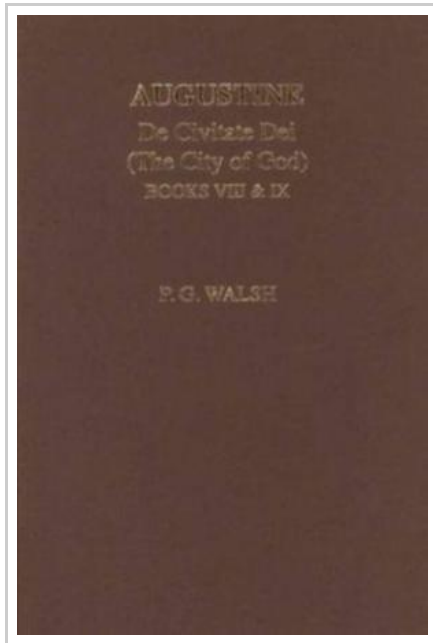 AUGUSTINE
De Civitate Dei
(The City of God)
BOOKS VIII & IX
P. G. WALSH